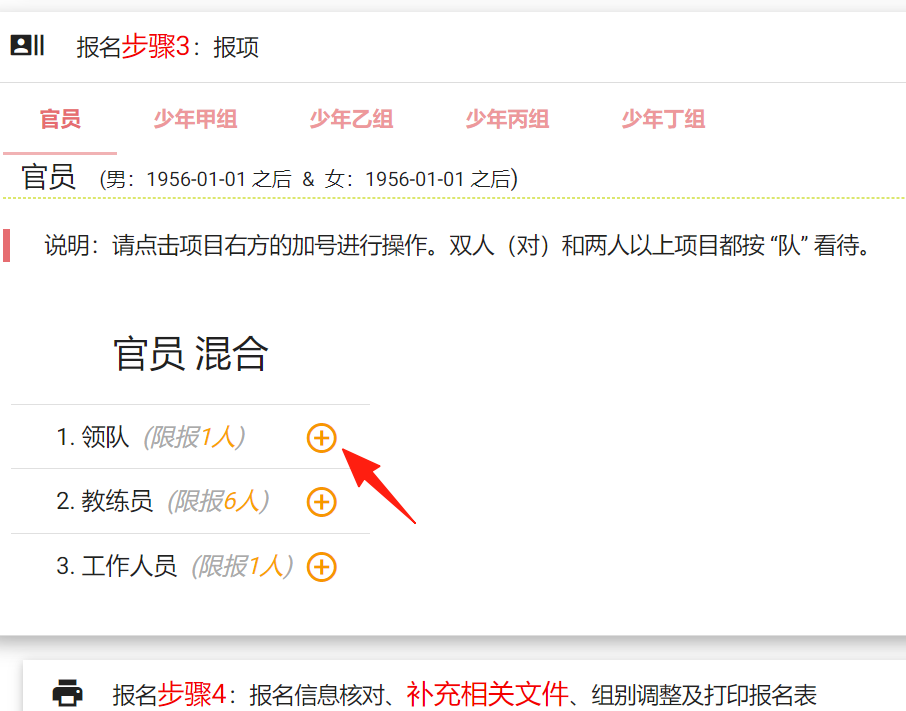 报名步骤3：报项
官员 少年甲组 少年乙组 少年丙组 少年丁组
官员 (男：1956-01-01 之后 & 女：1956-01-01 之后)
说明：请点击项目右方的加号进行操作。双人（对）和两人以上项目都按 “队” 看待。
官员 混合
1. 领队 (限报1人)
2. 教练员 (限报6人)
3. 工作人员 (限报1人)
报名步骤4：报名信息核对、补充相关文件、组别调整及打印报名表